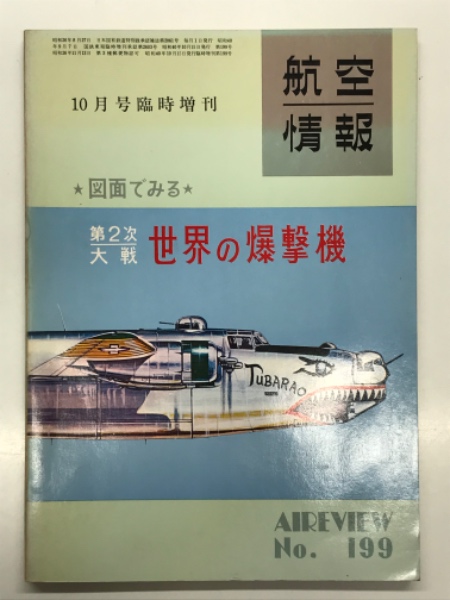 10月号臨時増刊
航空
情報
★図面でみる★
第2次
大戦
世界の爆撃機
TUBARAO
AIREVIEW
No. 199